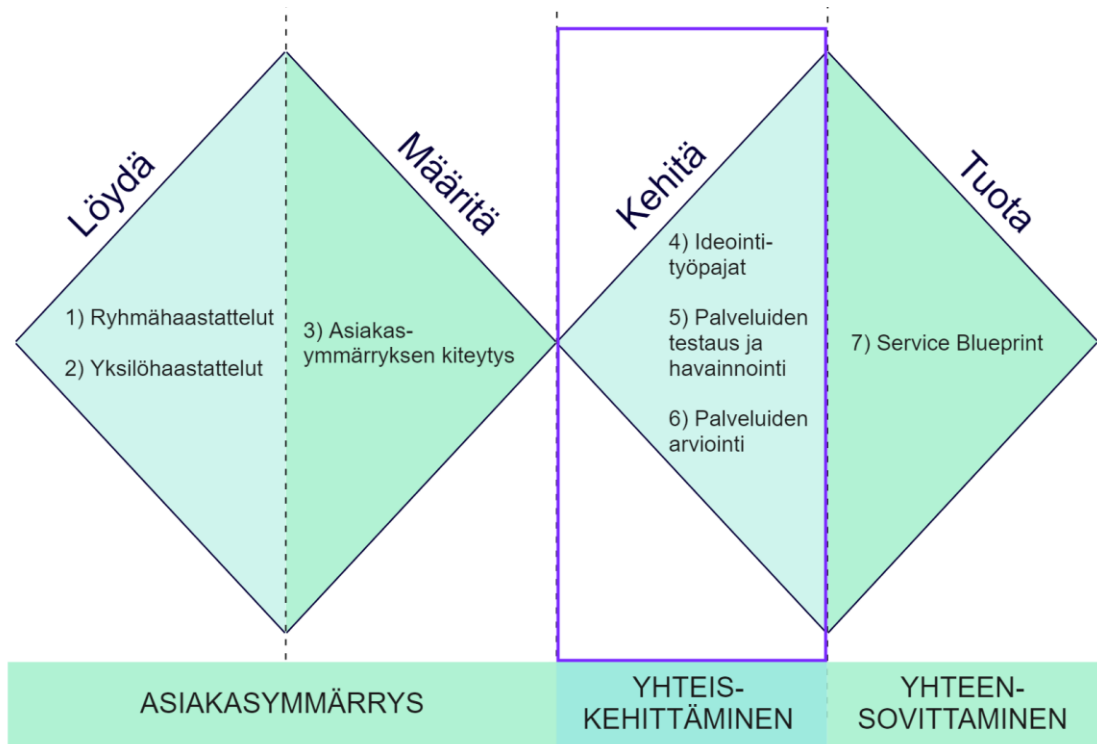 Löydä
Määritä
Kehitä
Tuota
1) Ryhmähaastattelut
2) Yksilöhaastattelut
3) Asiakas-
ymmärryksen kiteytys
4) Ideointi-
työpajat
5) Palveluiden
testaus ja
havainnointi
6) Palveluiden
arviointi
7) Service Blueprint
ASIAKASYMMÄRRYS
YHTEIS-
KEHITTÄMINEN
YHTEEN-
SOVITTAMINEN